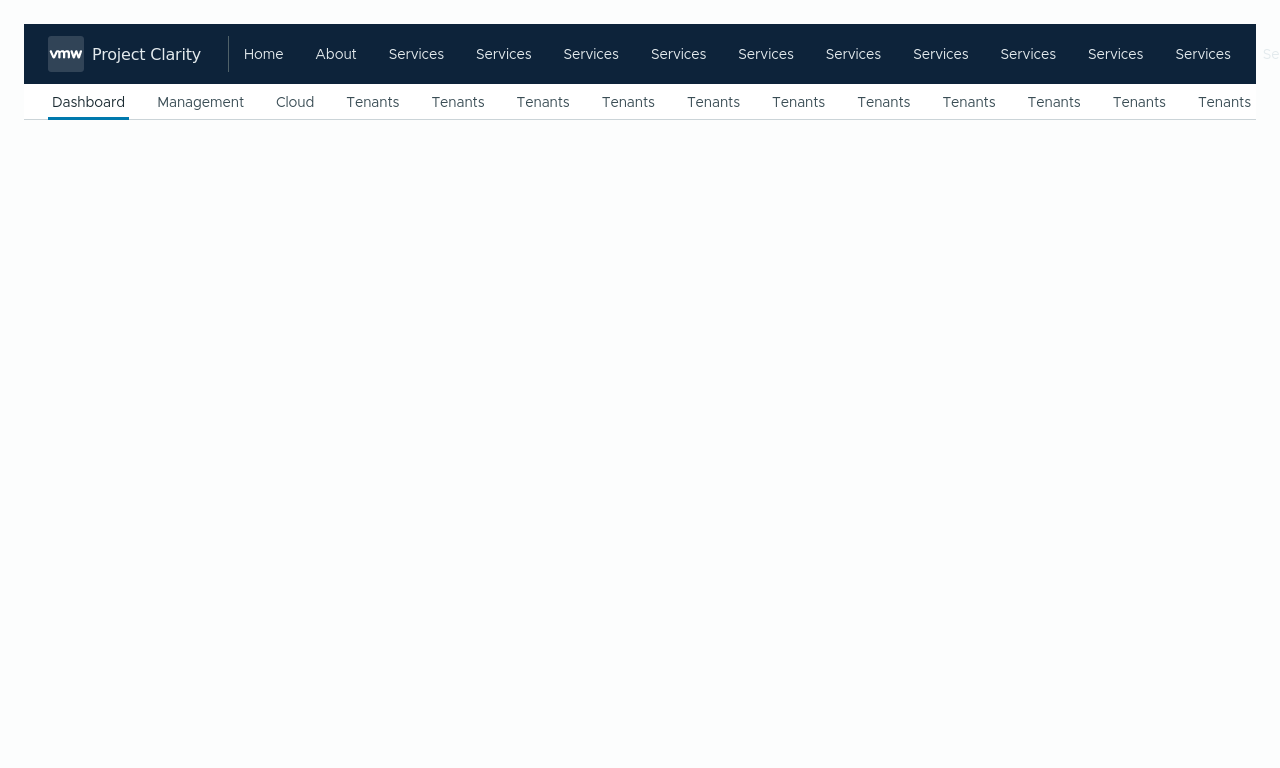 vmw Project Clarity Home About Services Services Services Services Services Services Services Services Services Services Se
Dashboard Management Cloud Tenants Tenants Tenants Tenants Tenants Tenants Tenants Tenants Tenants Tenants Tenants